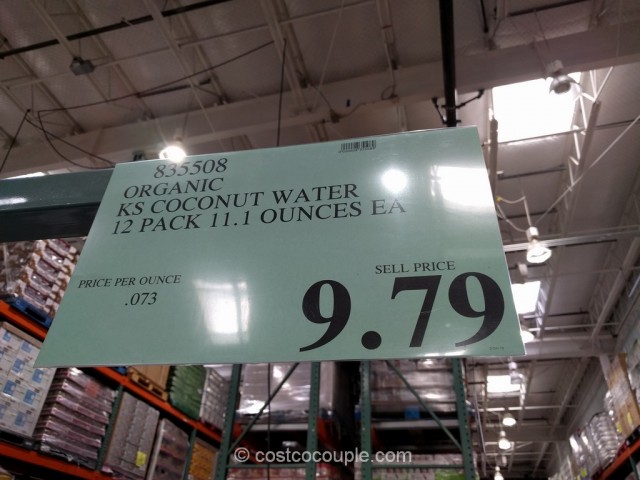 835508
ORGANIC
KS COCONUT WATER
12 PACK 11.1 OUNCES EA
PRICE PER OUNCE
.073
SELL PRICE
9.79
© costcocouple.com